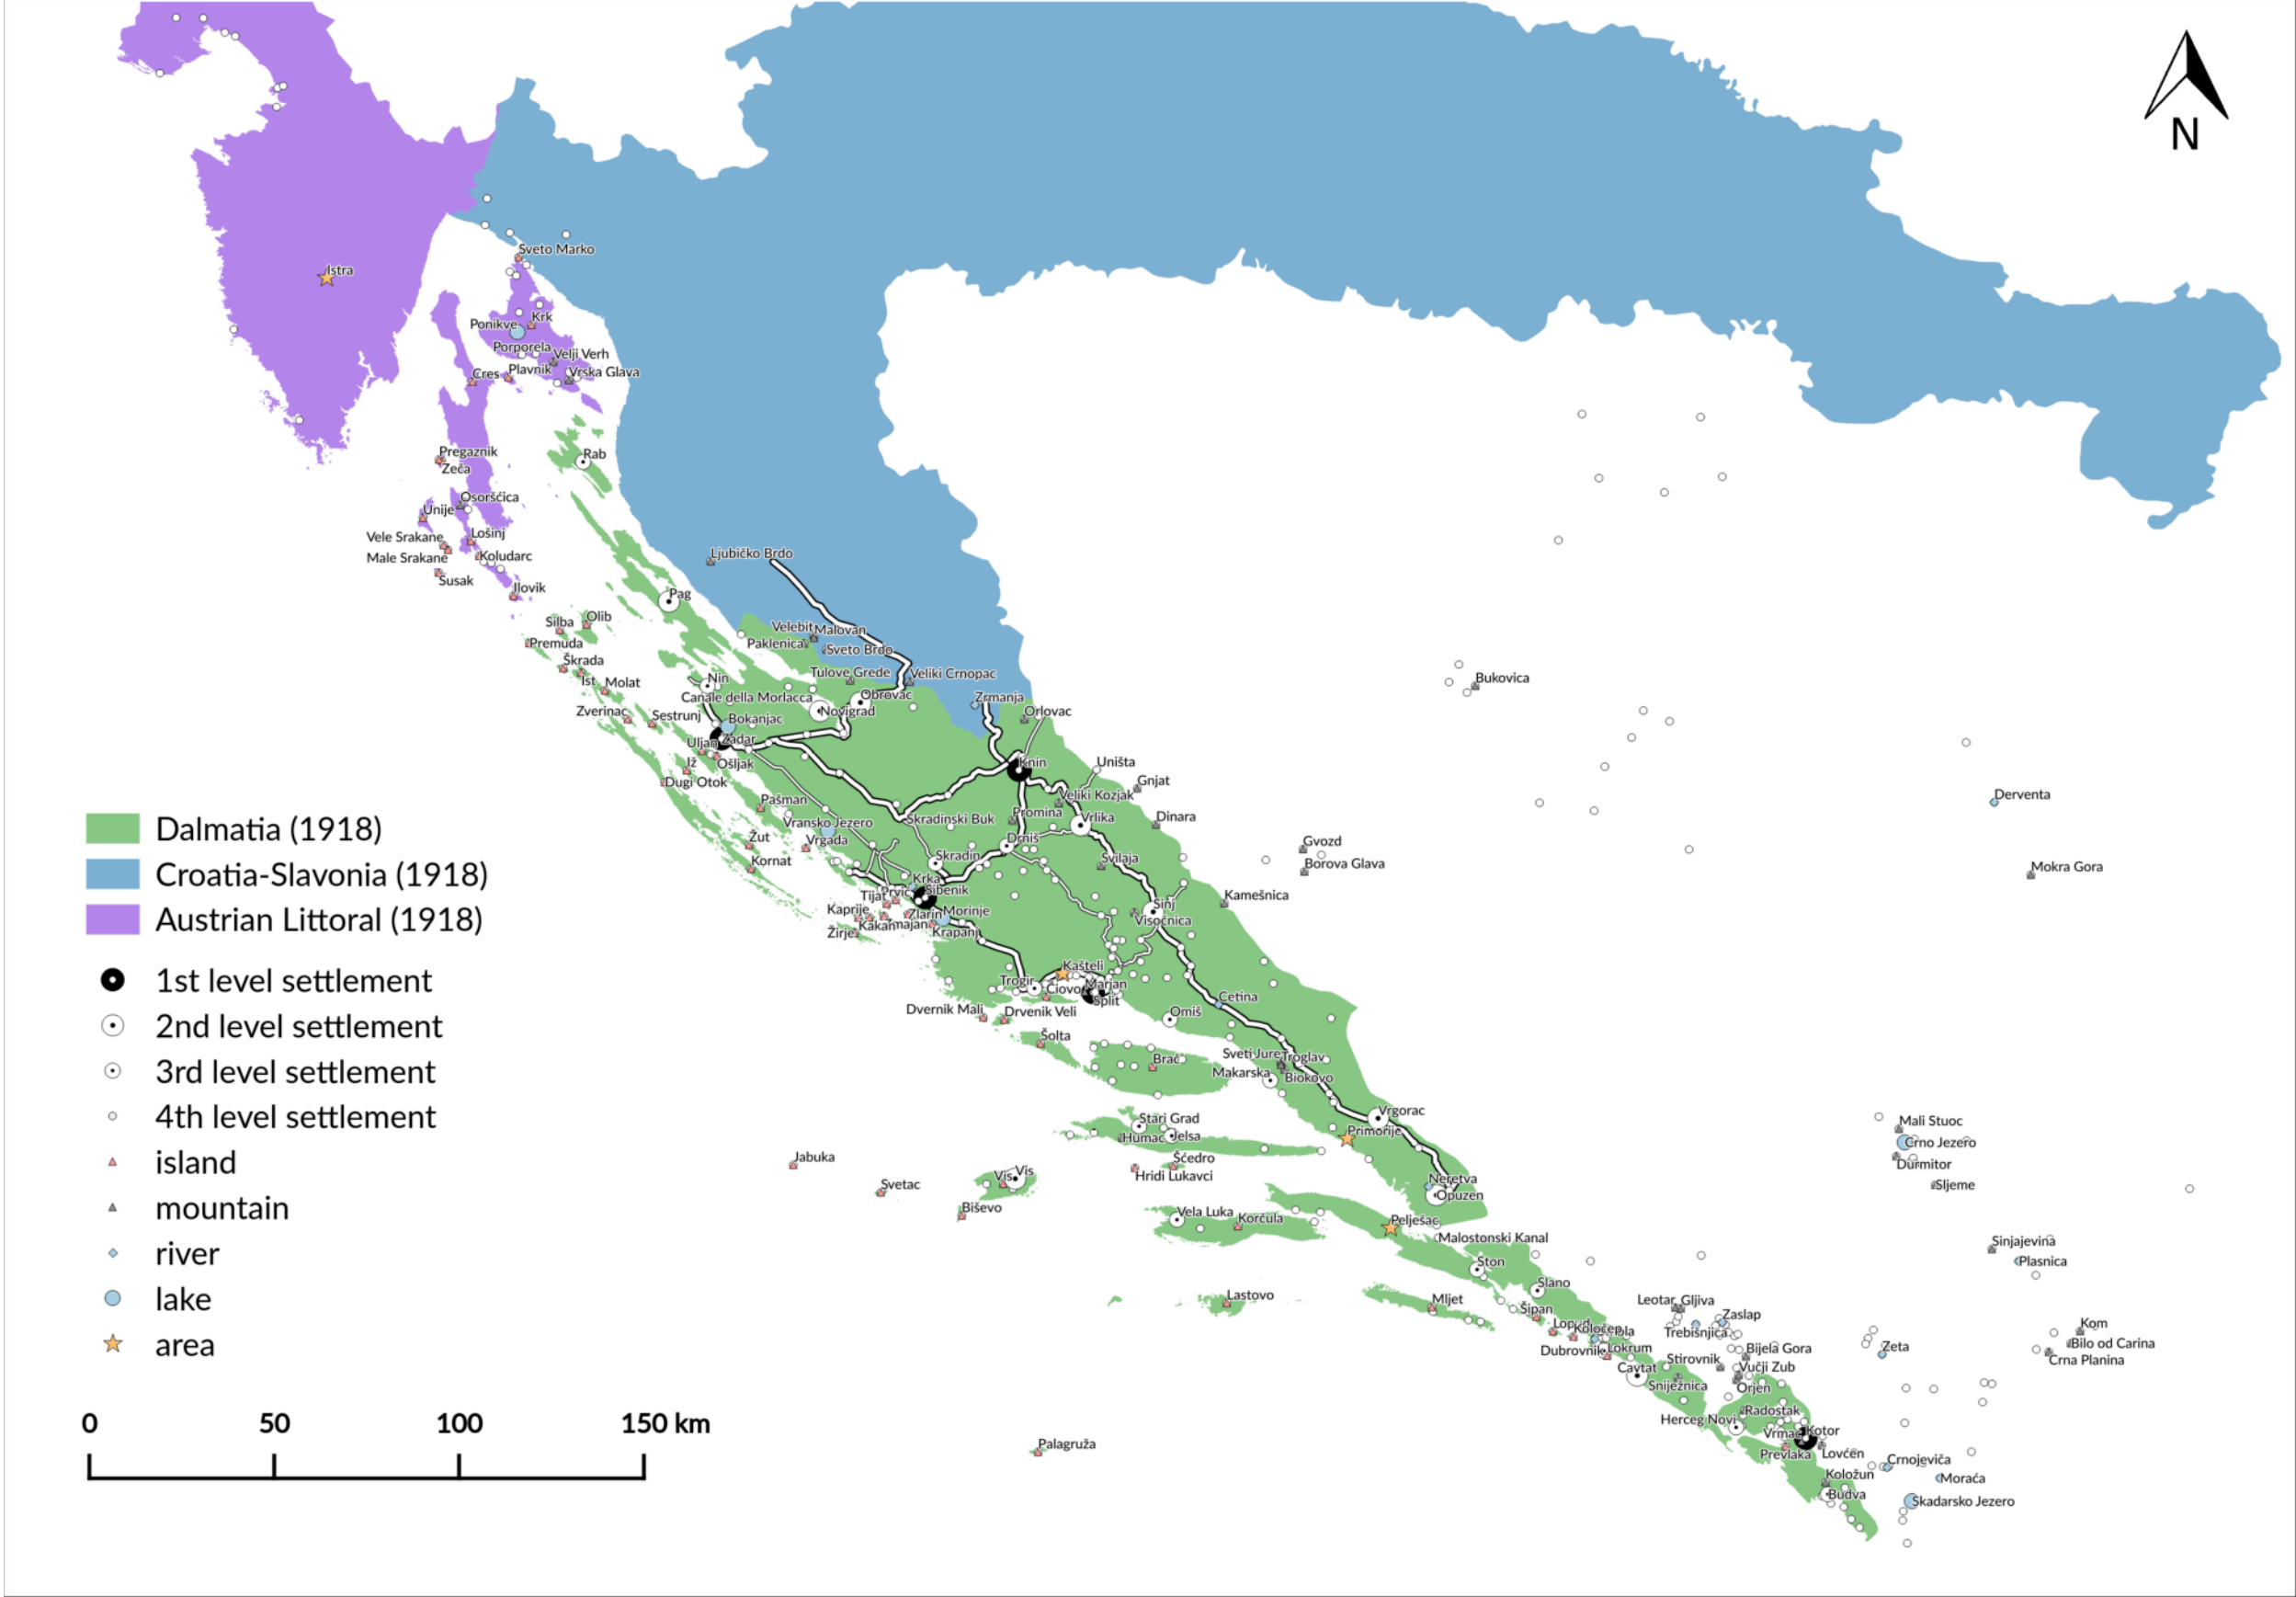 N
Sveto Marko
Istra
Krk
Ponikve
Porporela
Velji Verh
Cres
Plavnik
Vrska Glava
Pregaznik
Rab
Zeča
Osoršćica
Unije
Lošinj
Vele Srakane
Male Srakane
Koludarc
Ljubičko Brdo
Susak
Ilovik
Pag
Silba
Olib
Premuda
Velebit
Malovan
Paklenica
Sveto Brdo
Škrada
Ist
Molat
Tulove Grede
Veliki Crnopac
Nin
Canale della Morlacca
Obrovac
Zrmanja
Bukovica
Zverinac
Sestrunj
Bokanjac
Novigrad
Orlovac
Zadar
Uljan
Ošljak
Iž
Knin
Uništa
Dugi Otok
Gnjat
Veliki Kozjak
Derventa
Pašman
Dalmatia (1918)
Vransko Jezero
Skradinski Buk
Promina
Vrlika
Dinara
Žut
Vrgada
Drniš
Gvozd
Kornat
Skradin
Svilaja
Borova Glava
Mokra Gora
Croatia-Slavonia (1918)
Krka
Tijat
Prvić
Šibenik
Kamešnica
Austrian Littoral (1918)
Kaprije
Zlarin
Morinje
Sinj
Visočnica
Žirje
Kakan
Krapanj
1st level settlement
Kašteli
Trogir
Čiovo
Marjan
Split
Cetina
2nd level settlement
Dvernik Mali
Drvenik Veli
Omiš
Šolta
3rd level settlement
Brač
Sveti Jure
Troglav
Makarska
Biokovo
4th level settlement
Stari Grad
Vrgorac
Mali Stuoc
Humac
Jelsa
Primorije
Crno Jezero
island
Jabuka
Šćedro
Durmitor
Hridi Lukavci
Vis
Vis
Neretva
Sljeme
Svetac
Opuzen
mountain
Biševo
Vela Luka
Korčula
Pelješac
Malostonski Kanal
Sinjajevina
river
Plasnica
Ston
Slano
lake
Lastovo
Mljet
Šipan
Leotar
Gljiva
Zaslap
area
Lopud
Koločep
Trebišnjica
Kom
Dubrovnik
Lokrum
Bijela Gora
Zeta
Bilo od Carina
Crna Planina
Stirovnik
Cavtat
Vučji Zub
Sniježnica
Orjen
0
50
100
150 km
Radostak
Herceg Novi
Vrmac
Kotor
Palagruža
Prevlaka
Lovćen
Crnojevića
Koložun
Morača
Budva
Skadarsko Jezero